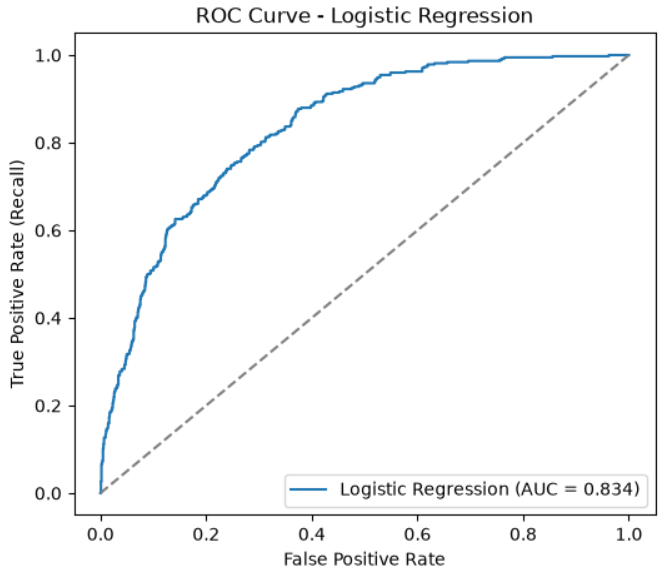 ROC Curve - Logistic Regression
True Positive Rate (Recall)
1.0
0.8
0.6
0.4
0.2
0.0
Logistic Regression (AUC = 0.834)
0.0 0.2 0.4 0.6 0.8 1.0
False Positive Rate